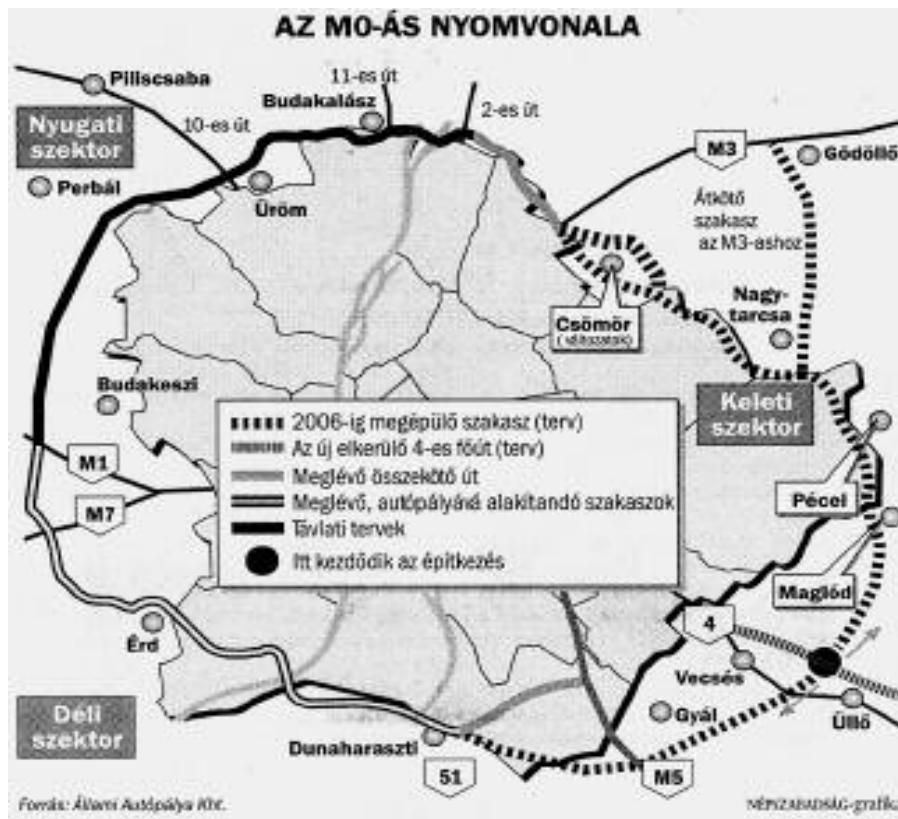 AZ M0-ÁS NYOMVONALA
Piliscsaba
11-es út
Budakalász
2-es út
10-es út
Nyugati
szektor
Perbál
Üröm
M3
Gödöllő
Átkötő
szakasz
az M3-ashoz
Csömör
(változatok)
Nagy-
tarcsa
Budakeszi
Keleti
szektor
M1
M7
2006-ig megépülő szakasz (terv)
Az új elkerülő 4-es főút (terv)
Meglévő összekötő út
Meglévő, autópályává alakítandó szakaszok
Távlati tervek
Itt kezdődik az építkezés
Pécel
Maglód
4
Érd
Vecsés
Üllő
Gyál
Déli
szektor
Dunaharaszti
51
M5
Forrás: Állami Autópálya Kht.
NÉPSZABADSÁG-grafika